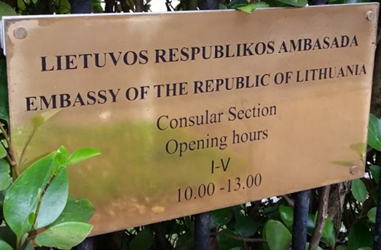 LIETUVOS RESPUBLIKOS AMBASADA
EMBASSY OF THE REPUBLIC OF LITHUANIA
Consular Section
Opening hours
I-V
10.00 -13.00